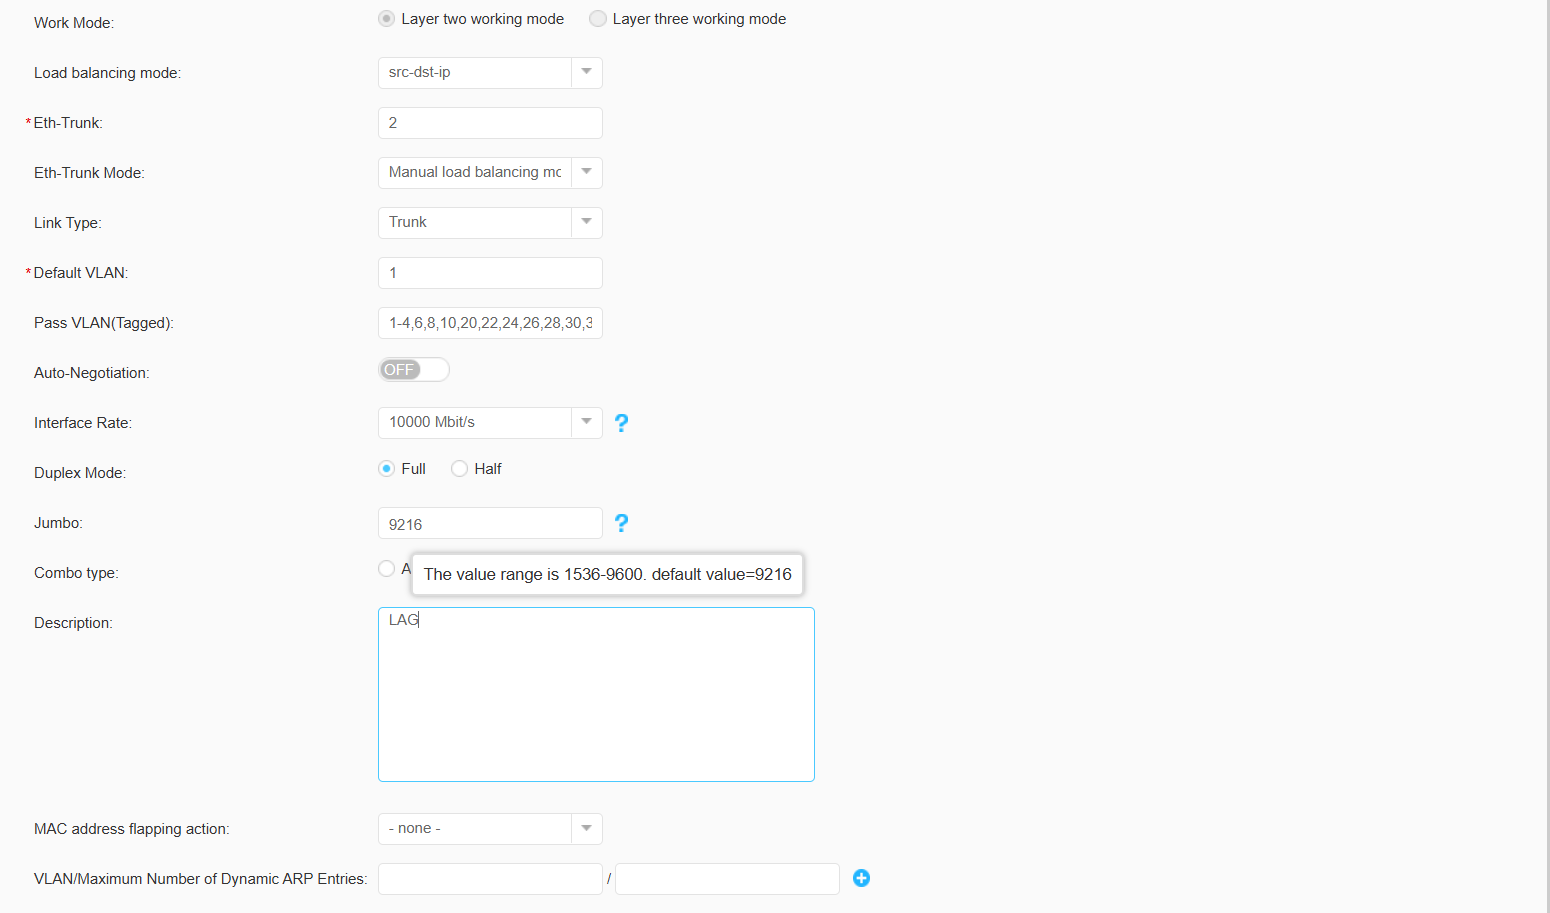 Work Mode: Layer two working mode Layer three working mode
Load balancing mode: src-dst-ip
*Eth-Trunk: 2
Eth-Trunk Mode: Manual load balancing mo
Link Type: Trunk
*Default VLAN: 1
Pass VLAN(Tagged): 1-4,6,8,10,20,22,24,26,28,30,3
Auto-Negotiation: OFF
Interface Rate: 10000 Mbit/s ?
Duplex Mode: Full Half
Jumbo: 9216 ?
Combo type: A
The value range is 1536-9600. default value=9216
Description: LAG
MAC address flapping action: - none -
VLAN/Maximum Number of Dynamic ARP Entries: /